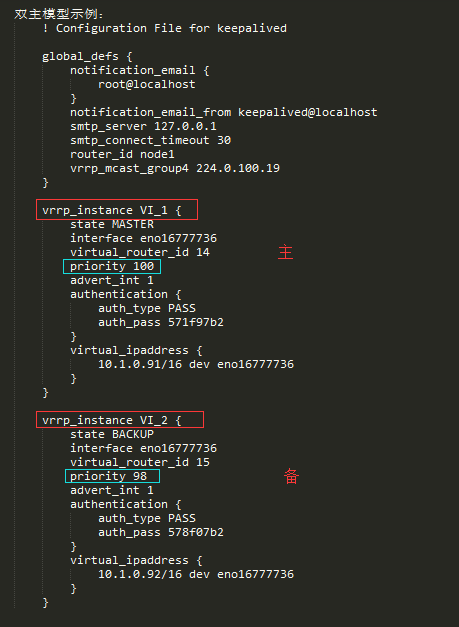 双主模型示例:
! Configuration File for keepalived
global_defs {
notification_email {
root@localhost
}
notification_email_from keepalived@localhost
smtp_server 127.0.0.1
smtp_connect_timeout 30
router_id node1
vrrp_mcast_group4 224.0.100.19
}
vrrp_instance VI_1 {
state MASTER
interface eno16777736
virtual_router_id 14
主
priority 100
advert_int 1
authentication {
auth_type PASS
auth_pass 571f97b2
}
virtual_ipaddress {
10.1.0.91/16 dev eno16777736
}
}
vrrp_instance VI_2 {
state BACKUP
interface eno16777736
virtual_router_id 15
priority 98
备
advert_int 1
authentication {
auth_type PASS
auth_pass 578f07b2
}
virtual_ipaddress {
10.1.0.92/16 dev eno16777736
}
}